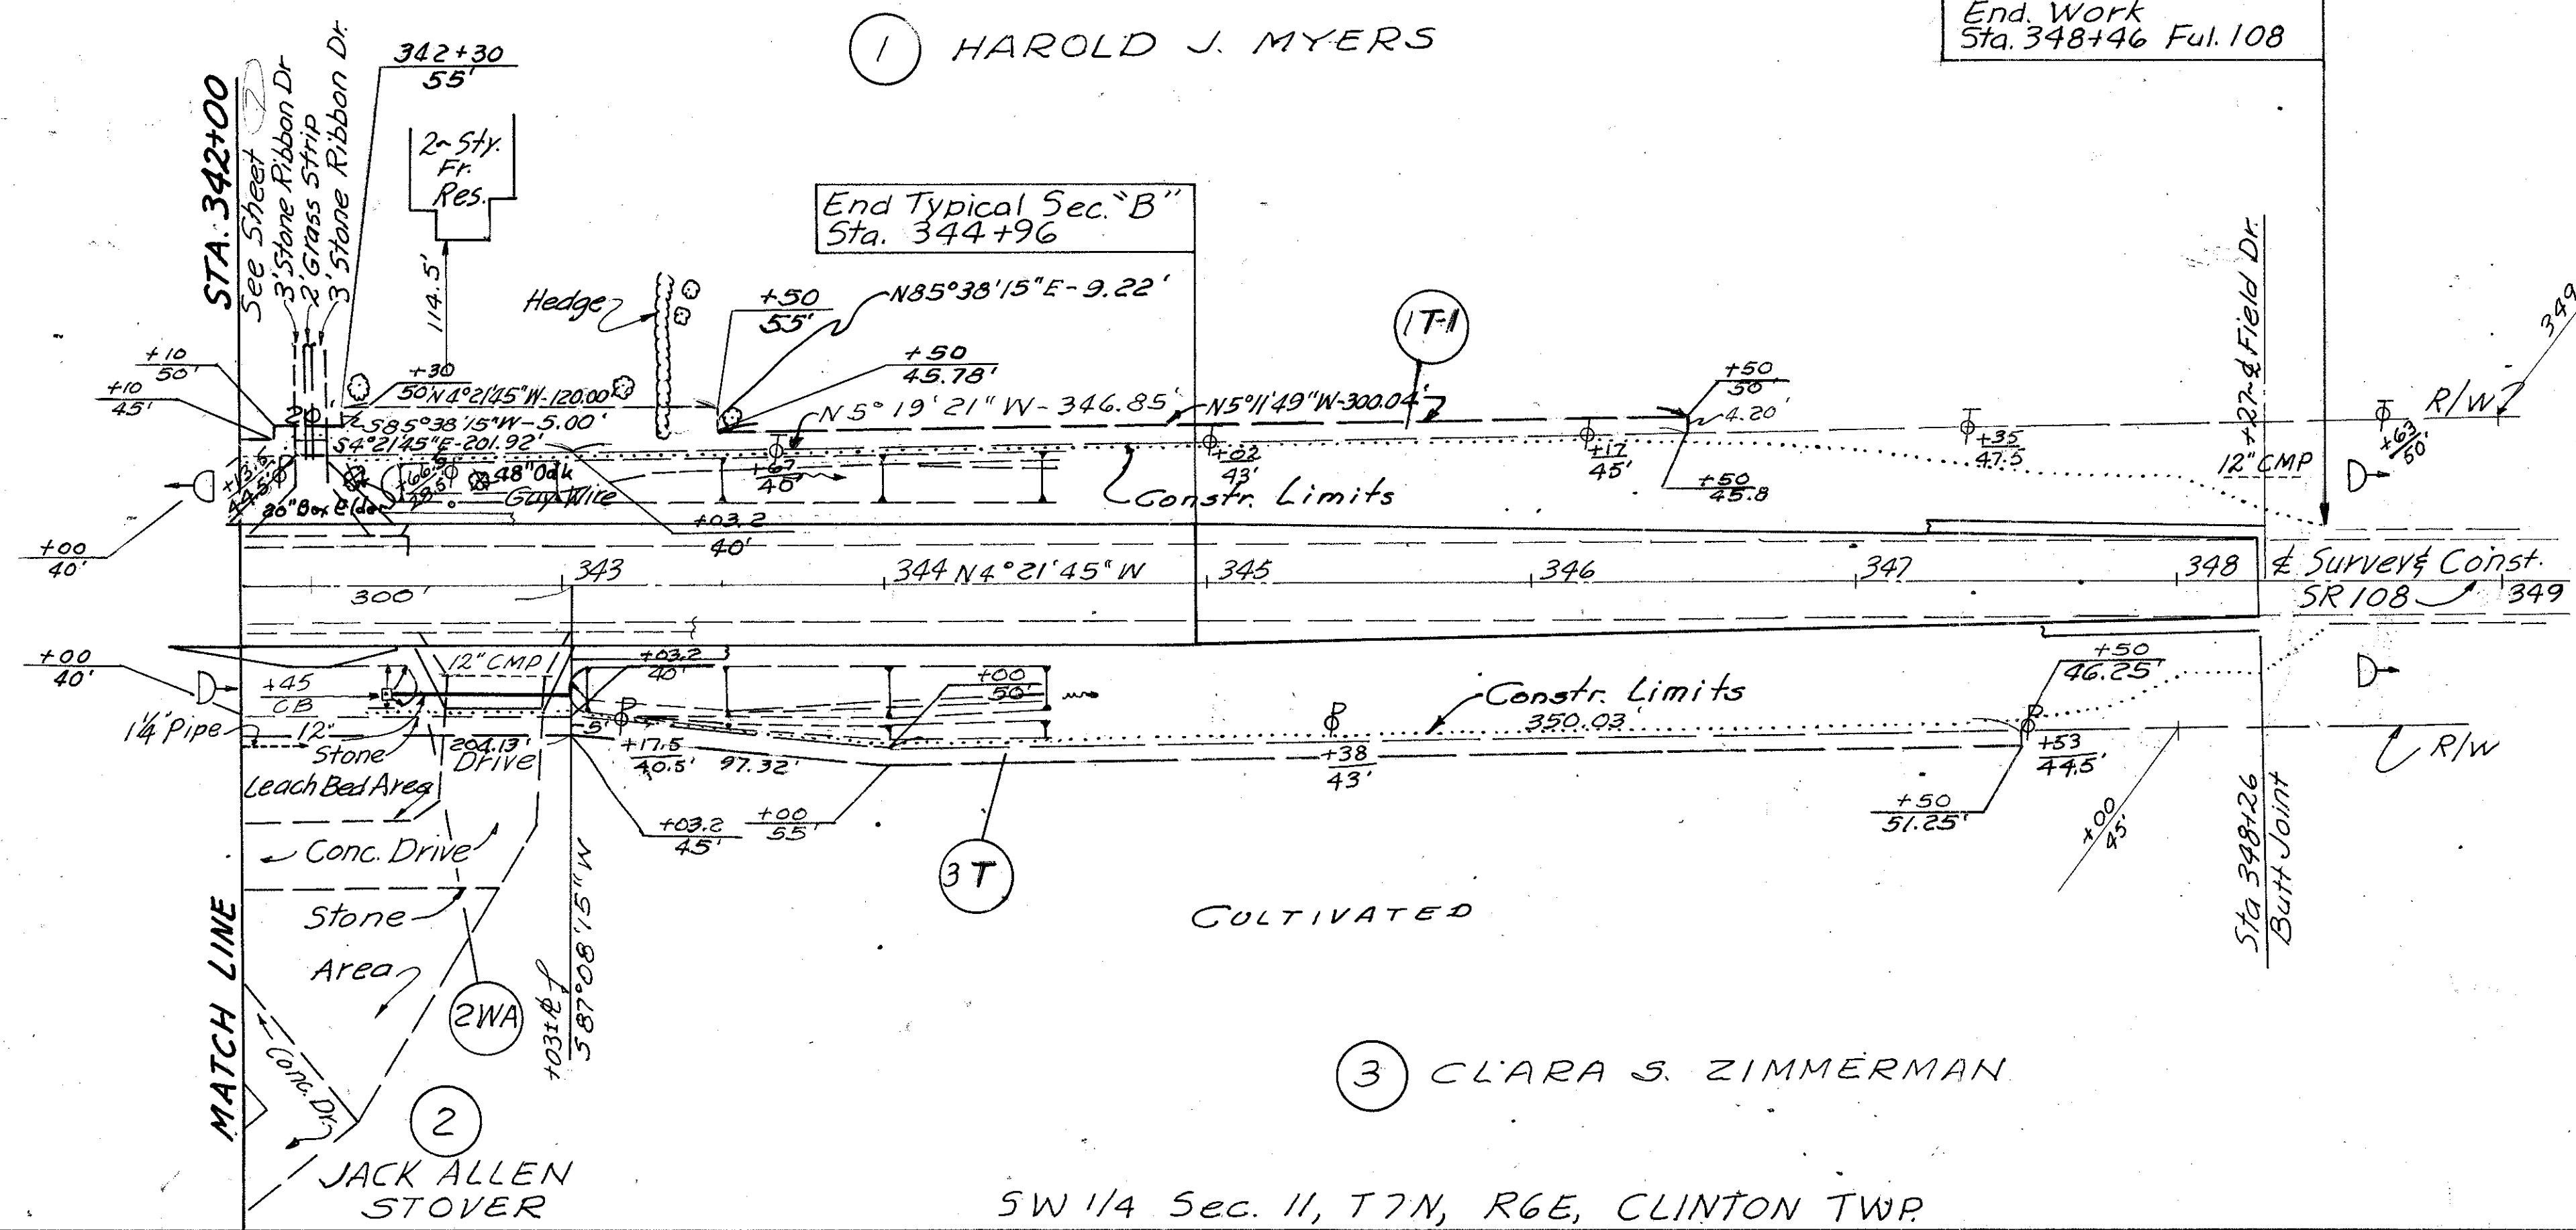 1 HAROLD J. MYERS
End. Work
Sta. 348+46 Ful. 108
STA. 342+00
See Sheet
3' Stone Ribbon Dr
2' Grass Strip
3' Stone Ribbon Dr.
342+30
55'
2~Sty.
Fr.
Res.
114.5'
End Typical Sec. "B"
Sta. 344+96
Hedge
+50
55'
N85°38'15"E-9.22'
+50
45.78'
1T-1
+50
50'
4.20'
+50
45.8
+27~℄ Field Dr.
12" CMP
349
R/W
+63
50'
+10
50'
+10
45'
+30
50'
N4°21'45"W-120.00'
S85°38'15"W-5.00'
S4°21'45"E-201.92'
N5°19'21"W-346.85'
N5°11'49"W-300.04'
20'
+13.5
44.5'
+66.5
28.5'
48" Oak
Guy Wire
+67
40'
+02
43'
+17
45'
+35
47.5
Constr. Limits
+03.2
40'
+00
40'
343
344
N4°21'45"W
345
346
347
348
℄ Survey & Const.
SR 108
349
300'
+00
40'
12" CMP
+03.2
40'
+45
CB
+00
50'
Constr. Limits
350.03'
+50
46.25'
1¼" Pipe
12"
Stone
204.13'
Drive
5'
+17.5
40.5'
97.32'
+38
43'
+53
44.5'
R/W
Leach Bed Area
+03.2
45'
+00
55'
+50
51.25'
+00
45'
Conc. Drive
3T
Sta 348+26
Butt Joint
Stone
Area
CULTIVATED
S 87°08'15" W
MATCH LINE
2WA
Conc. Dr.
3 CLARA S. ZIMMERMAN
2
JACK ALLEN
STOVER
SW 1/4 Sec. 11, T7N, R6E, CLINTON TWP.